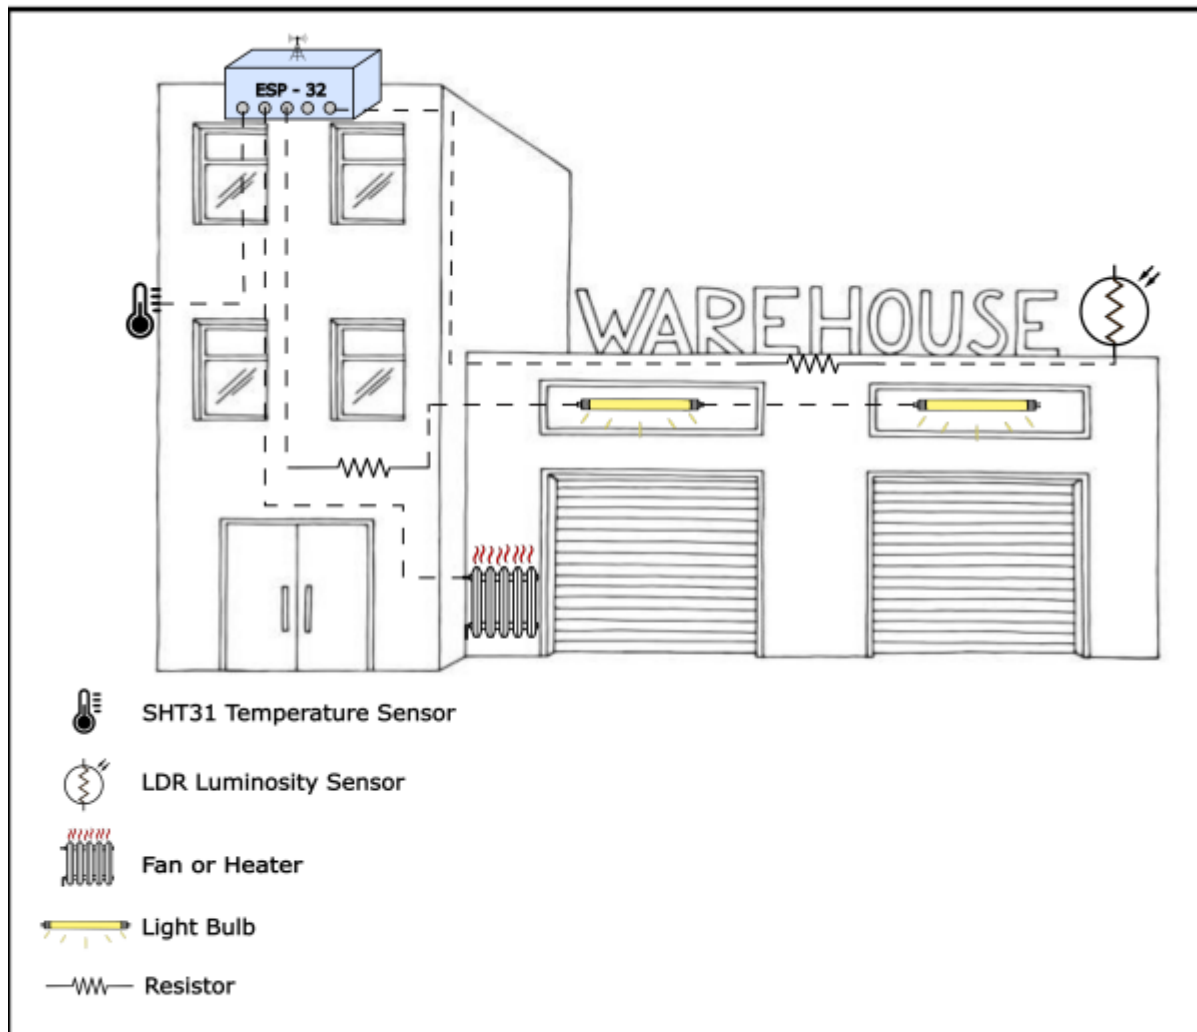 ESP - 32
WAREHOUSE
SHT31 Temperature Sensor
LDR Luminosity Sensor
Fan or Heater
Light Bulb
Resistor